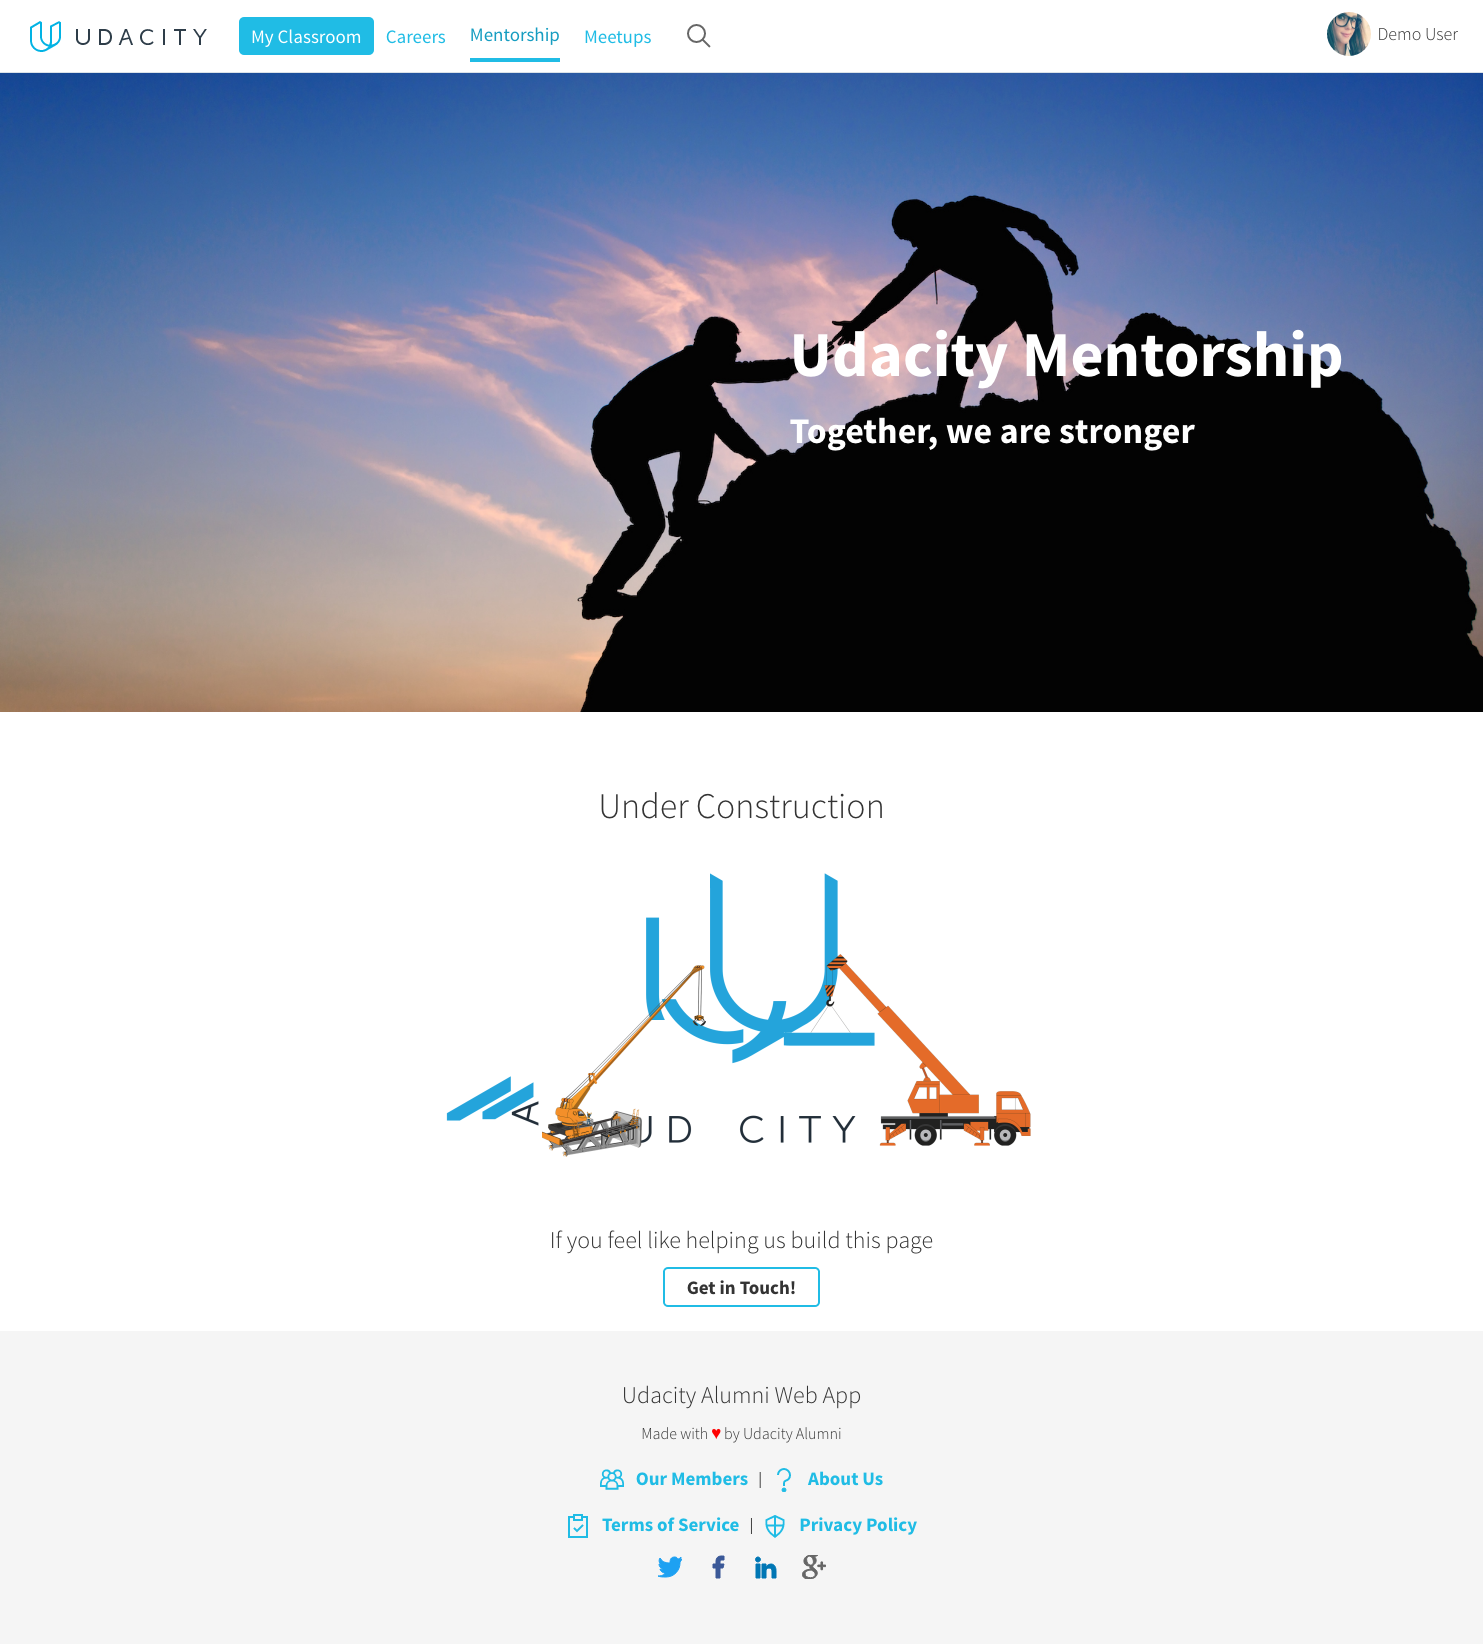 UDACITY My Classroom Careers Mentorship Meetups Demo User
Udacity Mentorship
Together, we are stronger
Under Construction
A UD CITY
If you feel like helping us build this page
Get in Touch!
Udacity Alumni Web App
Made with ♥ by Udacity Alumni
Our Members | About Us
Terms of Service | Privacy Policy